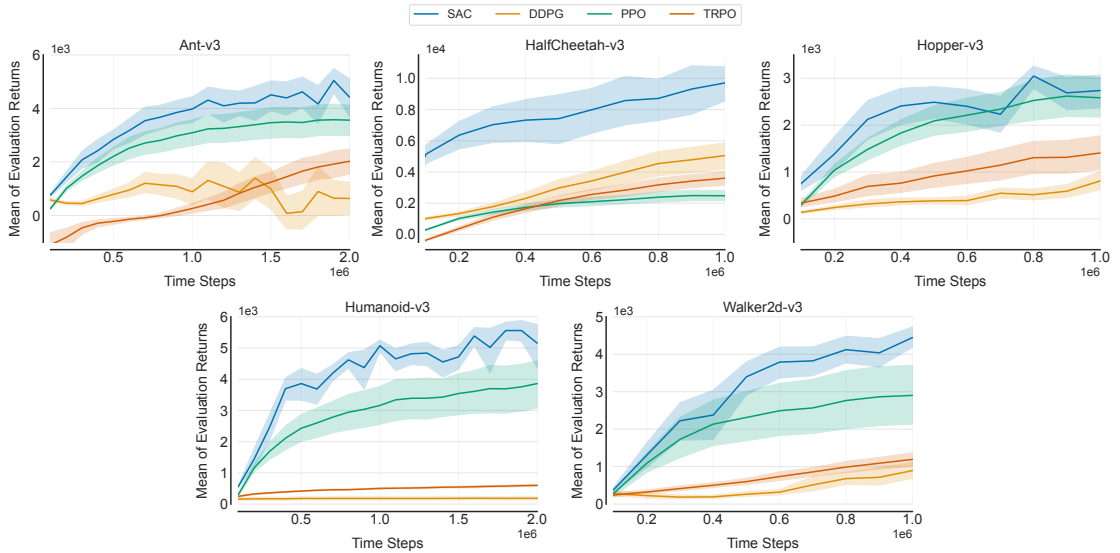 SAC DDPG PPO TRPO
Ant-v3
1e3
Mean of Evaluation Returns
6
4
2
0
0.5 1.0 1.5 2.0
1e6
Time Steps
HalfCheetah-v3
1e4
Mean of Evaluation Returns
1.0
0.8
0.6
0.4
0.2
0.0
0.2 0.4 0.6 0.8 1.0
1e6
Time Steps
Hopper-v3
1e3
Mean of Evaluation Returns
3
2
1
0
0.2 0.4 0.6 0.8 1.0
1e6
Time Steps
Humanoid-v3
1e3
Mean of Evaluation Returns
6
5
4
3
2
1
0
0.5 1.0 1.5 2.0
1e6
Time Steps
Walker2d-v3
1e3
Mean of Evaluation Returns
5
4
3
2
1
0
0.2 0.4 0.6 0.8 1.0
1e6
Time Steps